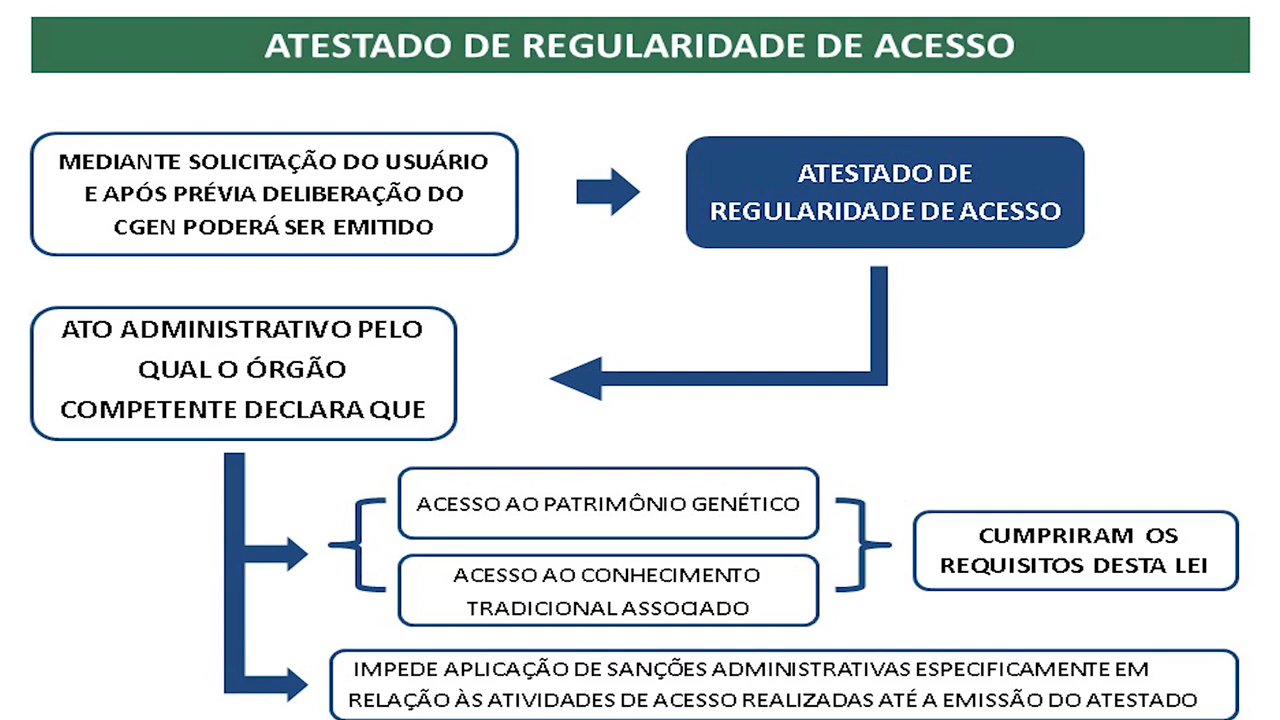 ATESTADO DE REGULARIDADE DE ACESSO
MEDIANTE SOLICITAÇÃO DO USUÁRIO
E APÓS PRÉVIA DELIBERAÇÃO DO
CGEN PODERÁ SER EMITIDO
ATESTADO DE
REGULARIDADE DE ACESSO
ATO ADMINISTRATIVO PELO
QUAL O ÓRGÃO
COMPETENTE DECLARA QUE
ACESSO AO PATRIMÔNIO GENÉTICO
ACESSO AO CONHECIMENTO
TRADICIONAL ASSOCIADO
CUMPRIRAM OS
REQUISITOS DESTA LEI
IMPEDE APLICAÇÃO DE SANÇÕES ADMINISTRATIVAS ESPECIFICAMENTE EM
RELAÇÃO ÀS ATIVIDADES DE ACESSO REALIZADAS ATÉ A EMISSÃO DO ATESTADO